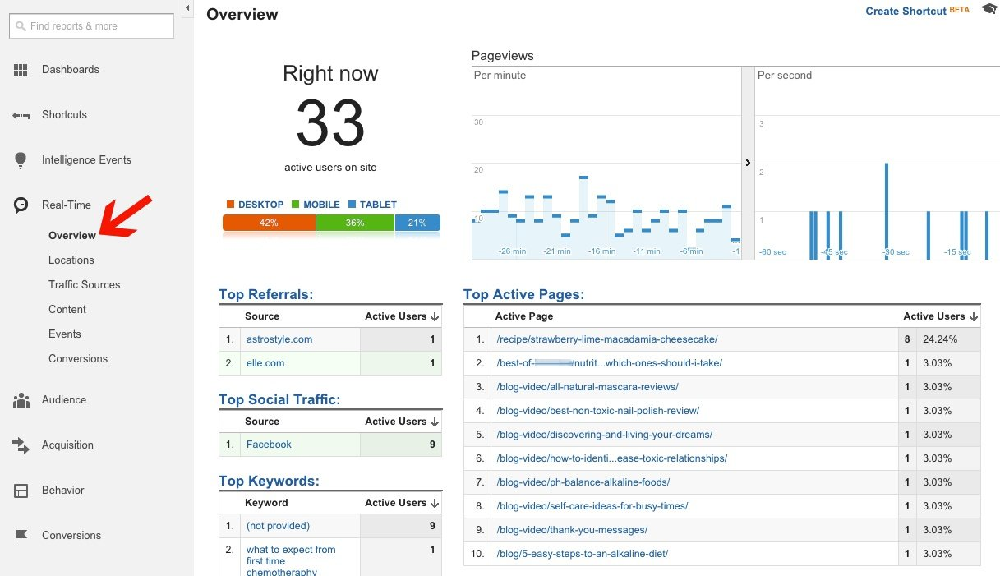 Find reports & more
Dashboards
Shortcuts
Intelligence Events
Real-Time
Overview
Locations
Traffic Sources
Content
Events
Conversions
Audience
Acquisition
Behavior
Conversions
Overview
Create Shortcut BETA
Right now
33
active users on site
DESKTOP MOBILE TABLET
42% 36% 21%
Pageviews
Per minute
30
20
10
-26 min -21 min -16 min -11 min -6 min -1
Per second
3
2
1
-60 sec -45 sec -30 sec -15 sec
Top Referrals:
Source Active Users
1. astrostyle.com 1
2. elle.com 1
Top Social Traffic:
Source Active Users
1. Facebook 9
Top Keywords:
Keyword Active Users
1. (not provided) 9
2. what to expect from 1
first time
chemotheraphy
Top Active Pages:
Active Page Active Users
1. /recipe/strawberry-lime-macadamia-cheesecake/ 8 24.24%
2. /best-of- /nutrit...which-ones-should-i-take/ 1 3.03%
3. /blog-video/all-natural-mascara-reviews/ 1 3.03%
4. /blog-video/best-non-toxic-nail-polish-review/ 1 3.03%
5. /blog-video/discovering-and-living-your-dreams/ 1 3.03%
6. /blog-video/how-to-identi...ease-toxic-relationships/ 1 3.03%
7. /blog-video/ph-balance-alkaline-foods/ 1 3.03%
8. /blog-video/self-care-ideas-for-busy-times/ 1 3.03%
9. /blog-video/thank-you-messages/ 1 3.03%
10. /blog/5-easy-steps-to-an-alkaline-diet/ 1 3.03%